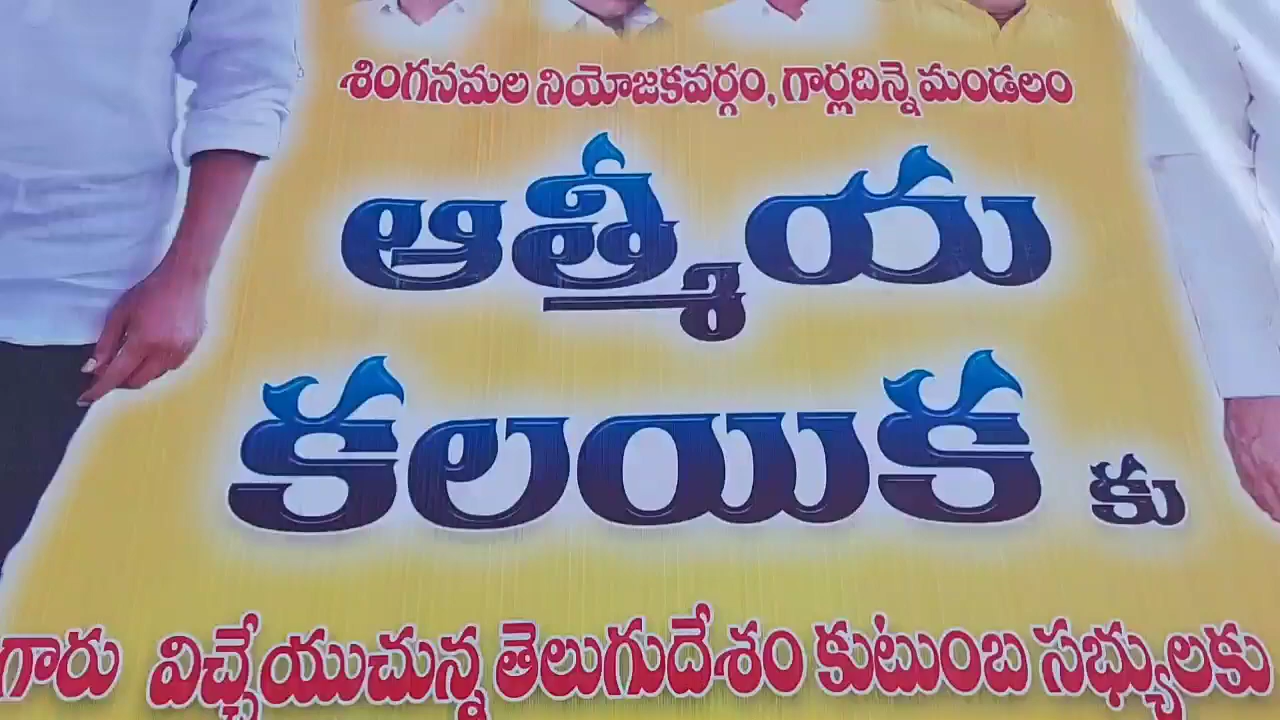 శింగనమల నియోజకవర్గం, గార్లదిన్నె మండలం
ఆత్మీయ
కలయిక కు
గారు విచ్చేయుచున్న తెలుగుదేశం కుటుంబ సభ్యులకు